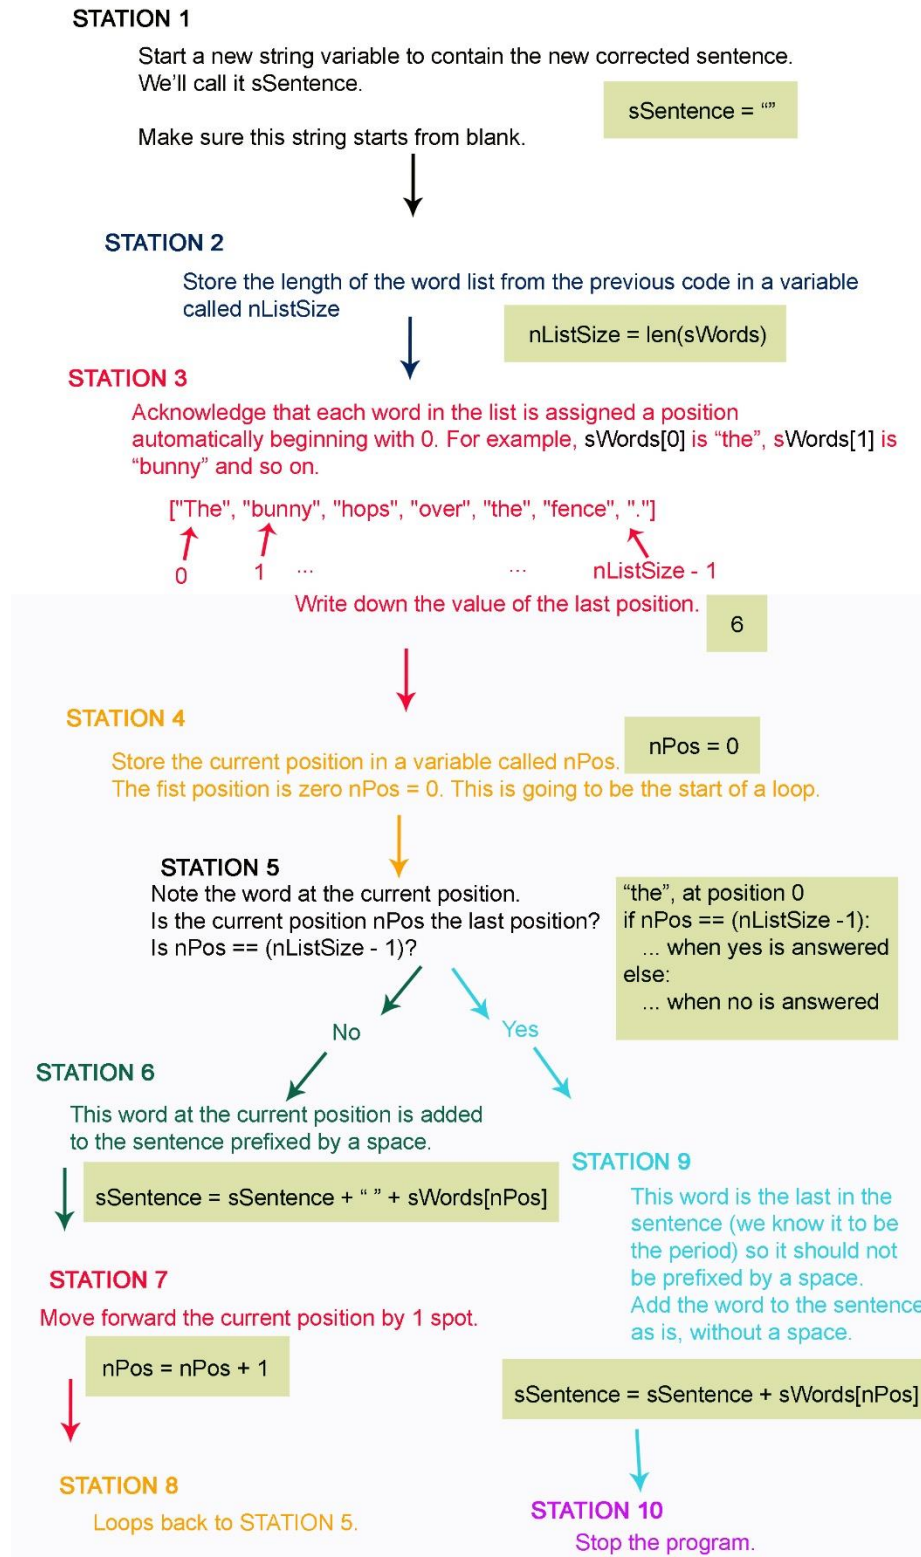 STATION 1
Start a new string variable to contain the new corrected sentence.
We'll call it sSentence.
sSentence = “”
Make sure this string starts from blank.
STATION 2
Store the length of the word list from the previous code in a variable
called nListSize
nListSize = len(sWords)
STATION 3
Acknowledge that each word in the list is assigned a position
automatically beginning with 0. For example, sWords[0] is “the”, sWords[1] is
“bunny” and so on.
["The", "bunny", "hops", "over", "the", "fence", "."]
0 1 ... ... nListSize - 1
Write down the value of the last position.
6
STATION 4
nPos = 0
Store the current position in a variable called nPos.
The fist position is zero nPos = 0. This is going to be the start of a loop.
STATION 5
Note the word at the current position.
Is the current position nPos the last position?
Is nPos == (nListSize - 1)?
“the”, at position 0
if nPos == (nListSize -1):
... when yes is answered
else:
... when no is answered
No
Yes
STATION 6
This word at the current position is added
to the sentence prefixed by a space.
sSentence = sSentence + “ ” + sWords[nPos]
STATION 7
Move forward the current position by 1 spot.
nPos = nPos + 1
STATION 8
Loops back to STATION 5.
STATION 9
This word is the last in the
sentence (we know it to be
the period) so it should not
be prefixed by a space.
Add the word to the sentence
as is, without a space.
sSentence = sSentence + sWords[nPos]
STATION 10
Stop the program.